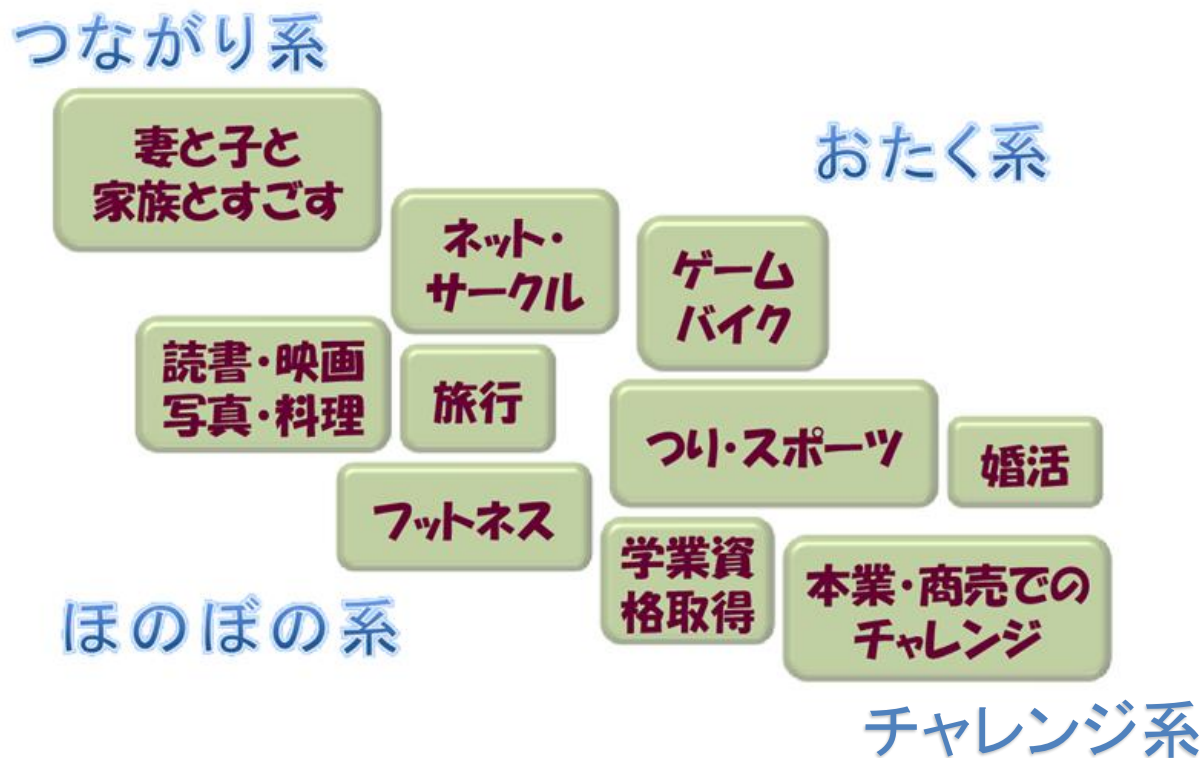 つながり系
妻と子と
家族とすごす
おたく系
ネット・
サークル
ゲーム
バイク
読書・映画
写真・料理
旅行
つり・スポーツ
婚活
フットネス
学業資
格取得
本業・商売での
チャレンジ
ほのぼの系
チャレンジ系